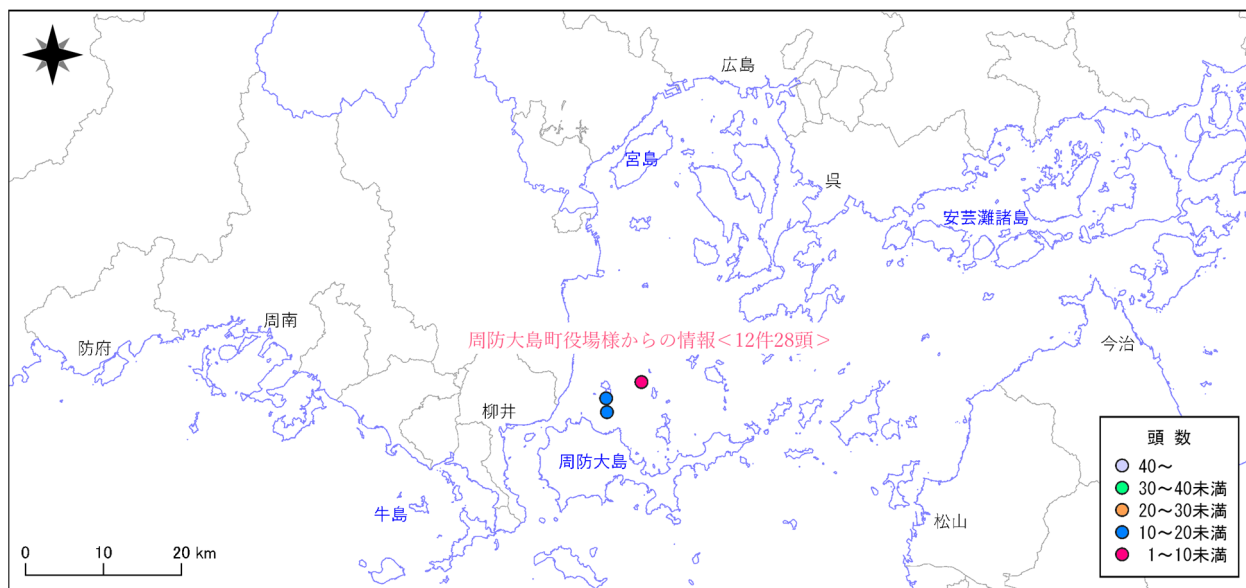 広島
宮島
呉
安芸灘諸島
周南
防府
周防大島町役場様からの情報＜12件28頭＞
今治
柳井
周防大島
牛島
松山
0 10 20 km
頭 数
40～
30～40未満
20～30未満
10～20未満
1～10未満